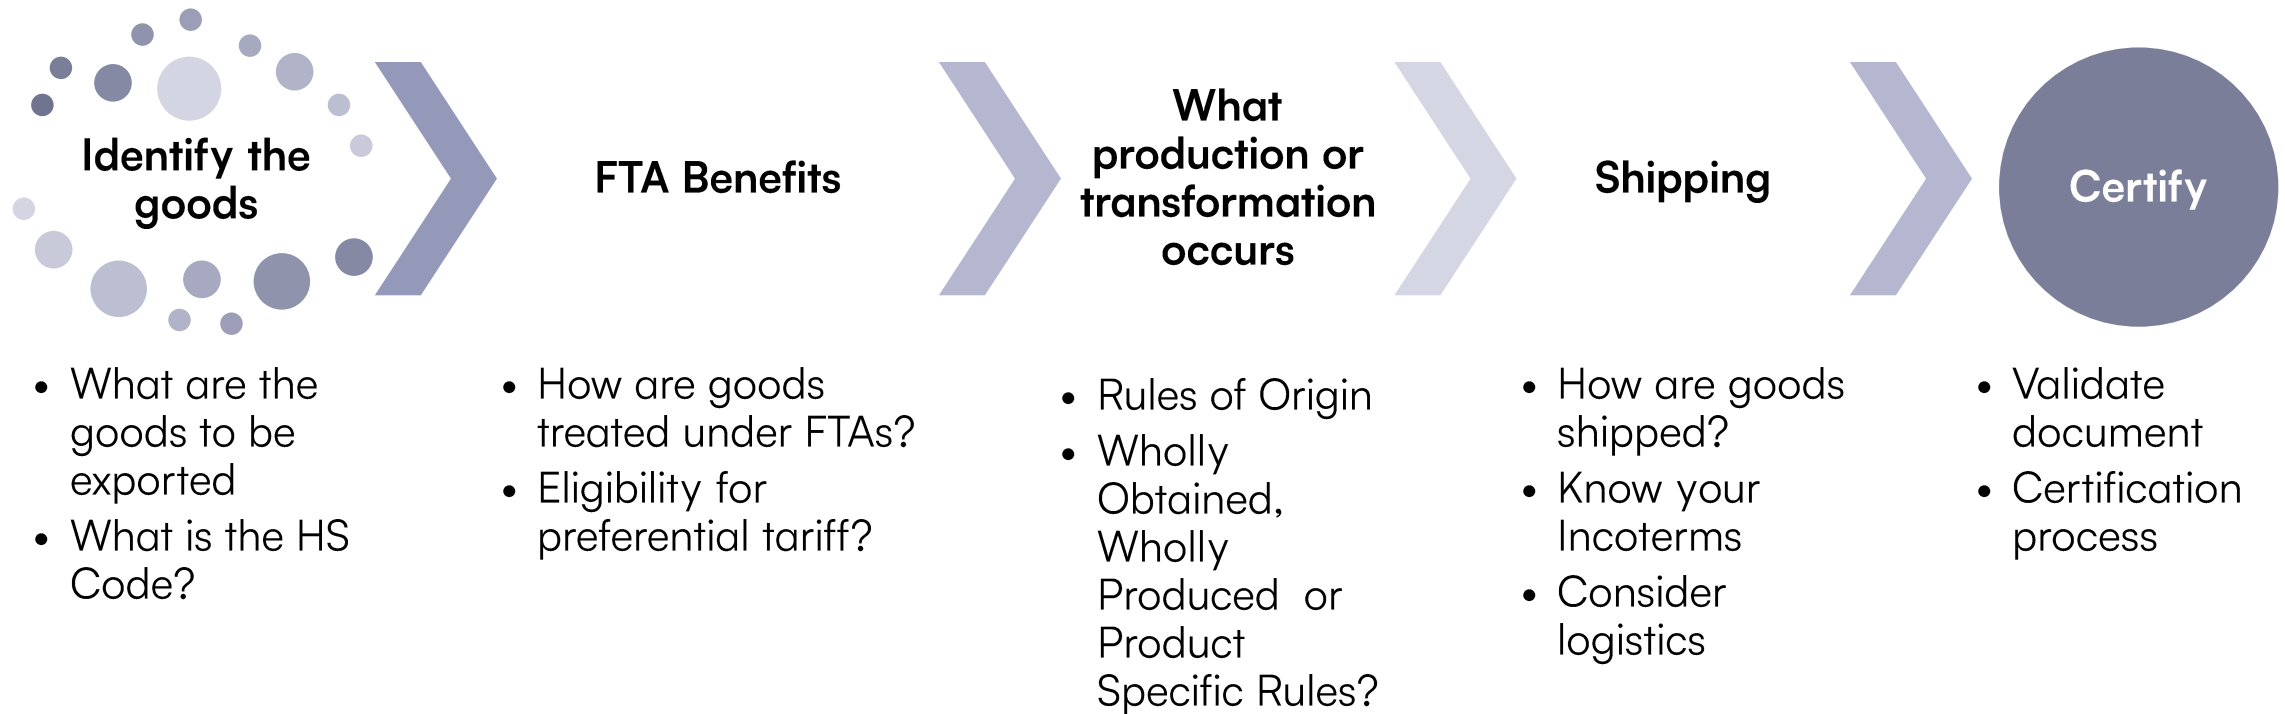 Identify the
goods
FTA Benefits
What
production or
transformation
occurs
Shipping
Certify
• What are the
goods to be
exported
• What is the HS
Code?
• How are goods
treated under FTAs?
• Eligibility for
preferential tariff?
• Rules of Origin
• Wholly
Obtained,
Wholly
Produced or
Product
Specific Rules?
• How are goods
shipped?
• Know your
Incoterms
• Consider
logistics
• Validate
document
• Certification
process